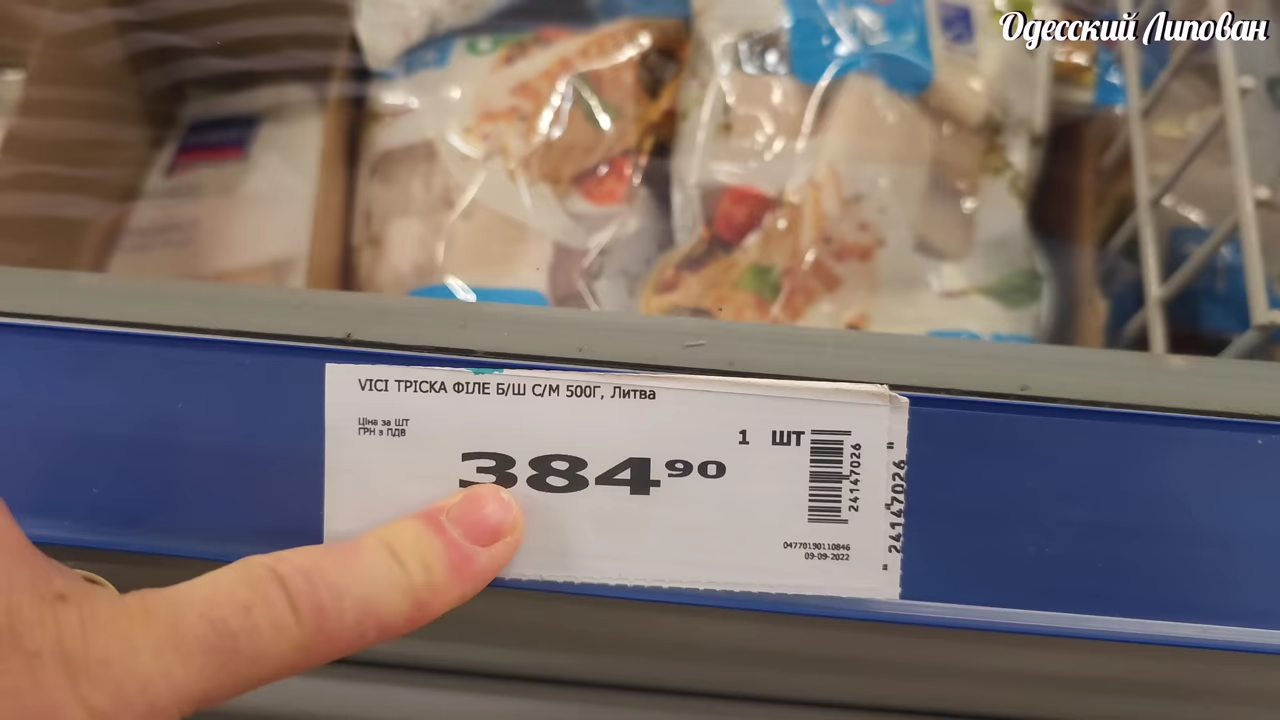 Одесский Липован
VICI ТРІСКА ФІЛЕ Б/Ш С/М 500Г, Литва
Ціна за ШТ
ГРН з ПДВ
1 ШТ
384 90
24147026
"24147026"
04770190110846
09-09-2022